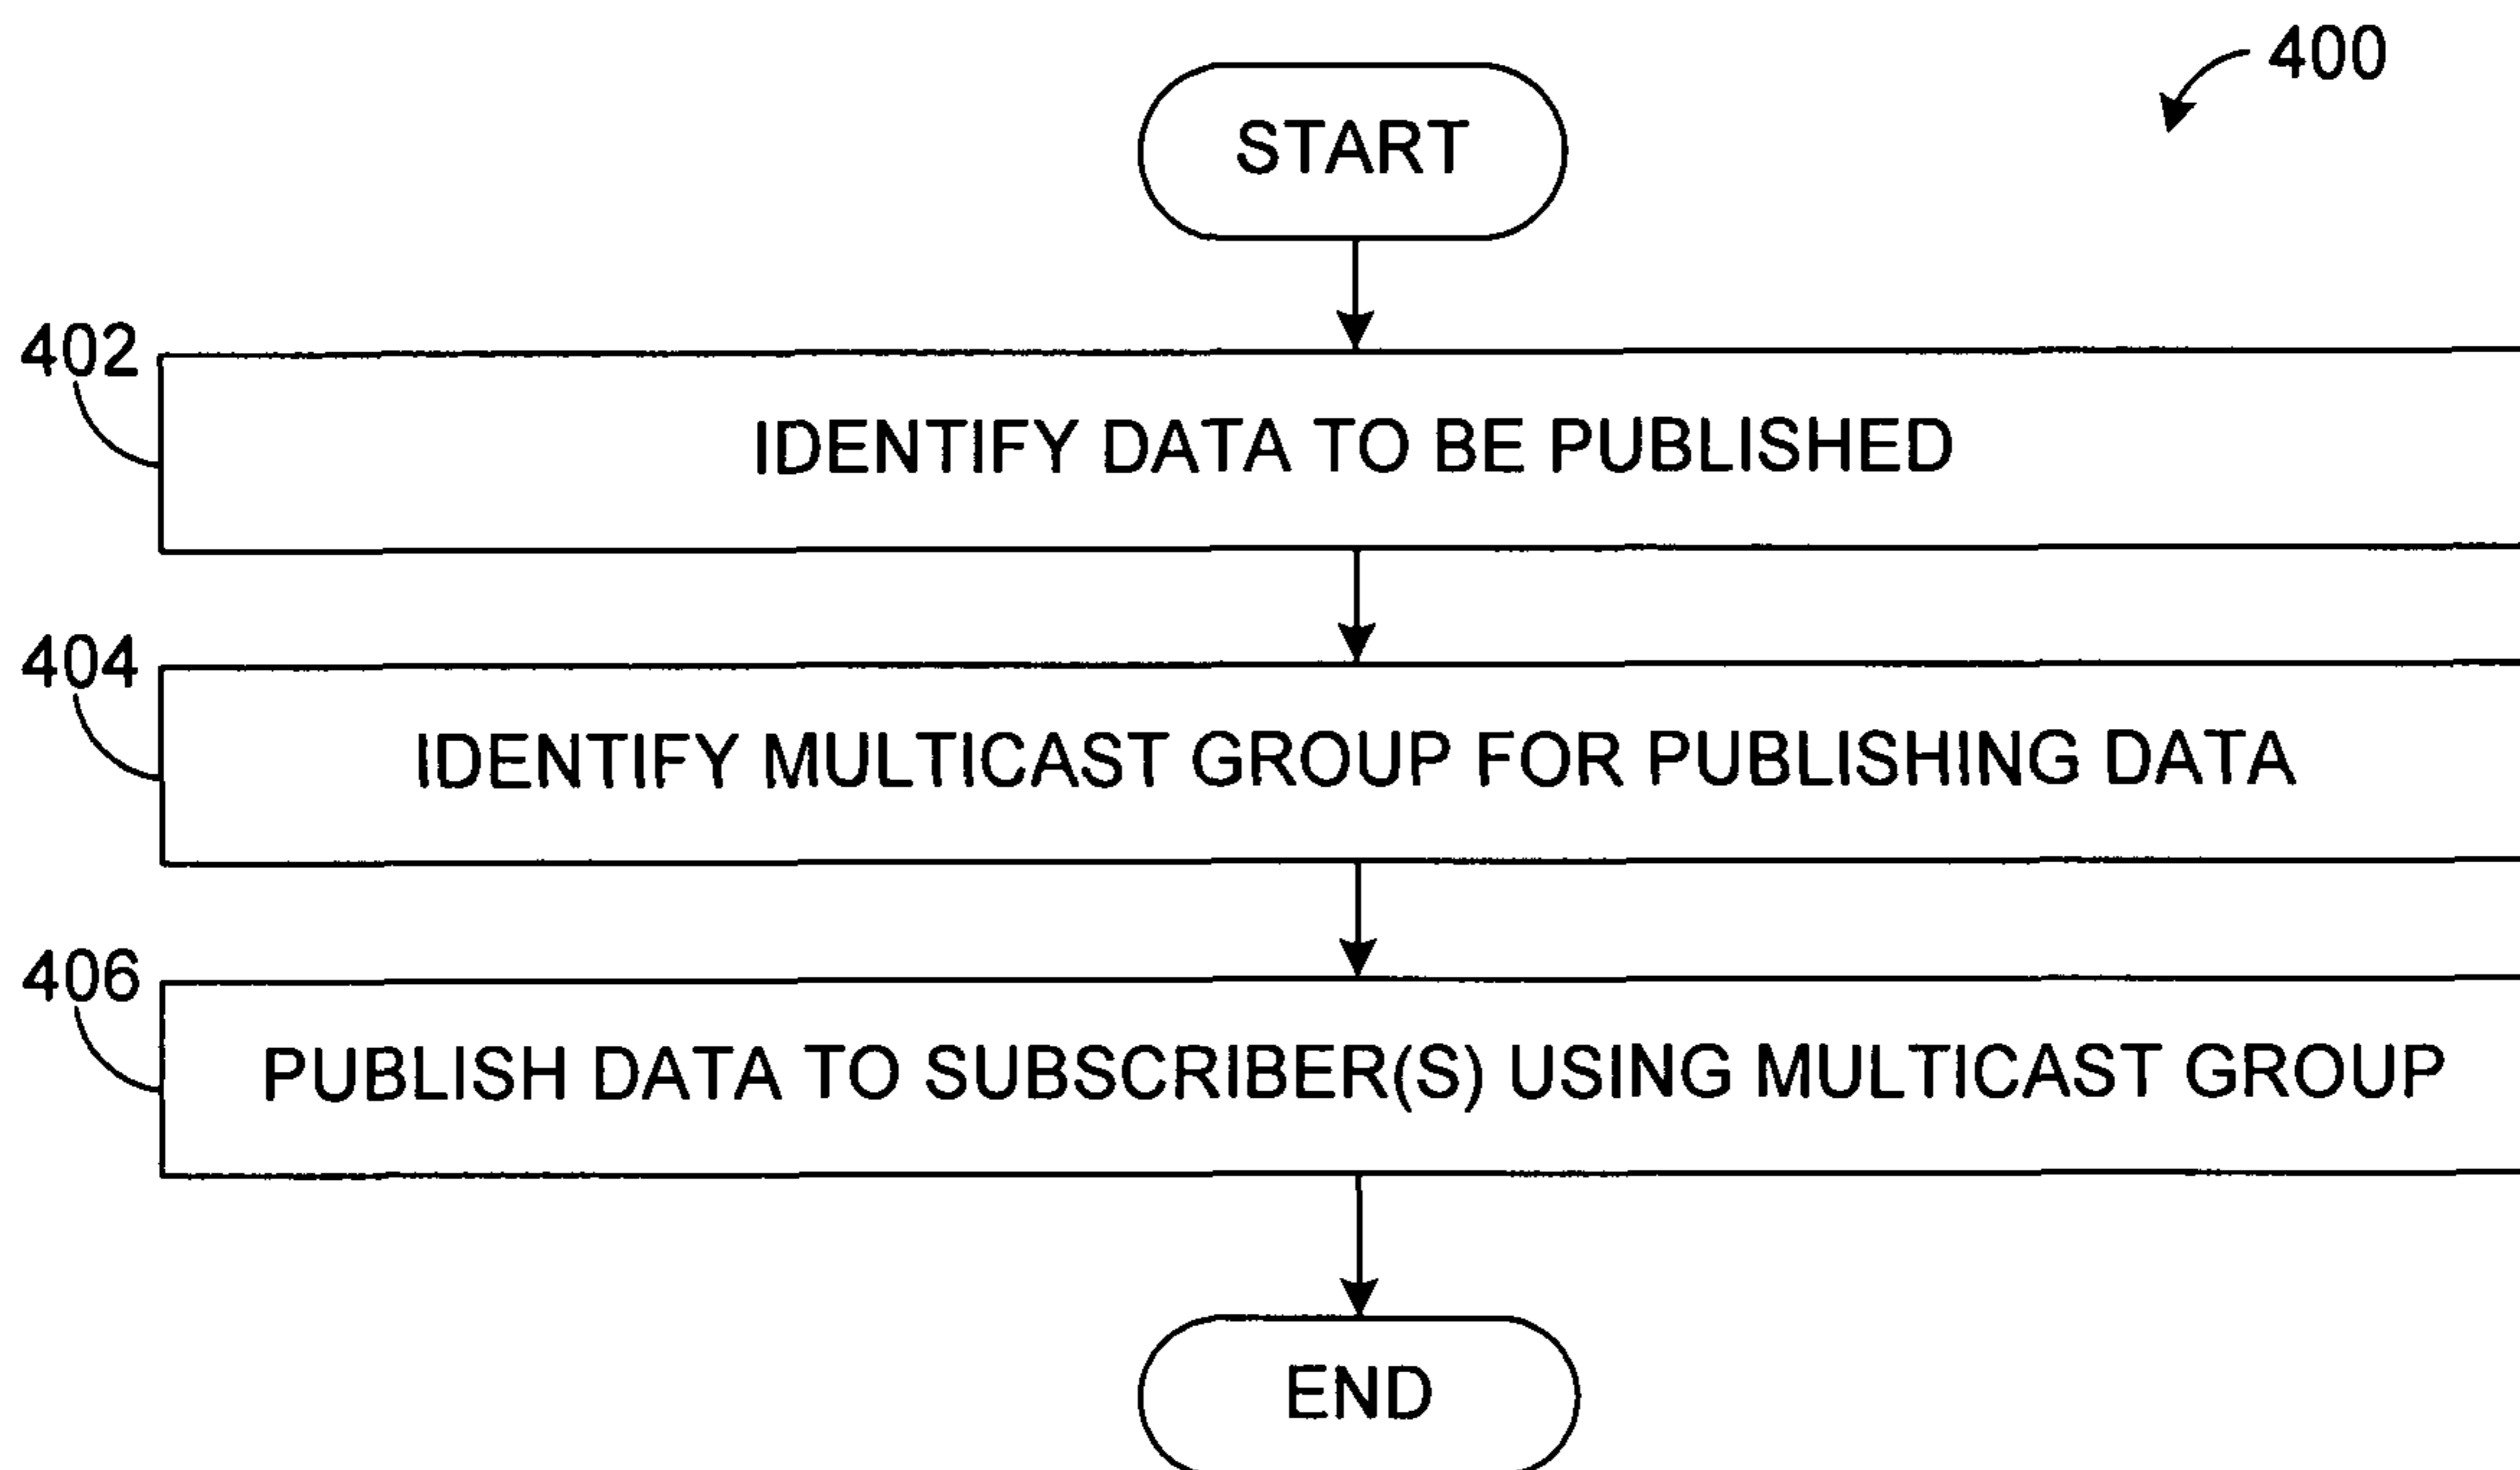 400
START
402
IDENTIFY DATA TO BE PUBLISHED
404
IDENTIFY MULTICAST GROUP FOR PUBLISHING DATA
406
PUBLISH DATA TO SUBSCRIBER(S) USING MULTICAST GROUP
END